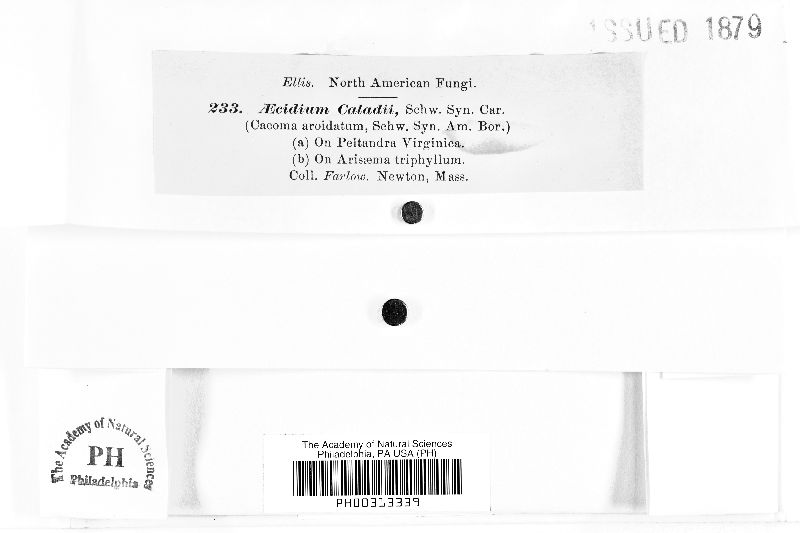 ISSUED 1879
Ellis. North American Fungi.
233. Æcidium Caladii, Schw. Syn. Car.
(Caeoma aroidatum, Schw. Syn. Am. Bor.)
(a) On Peltandra Virginica.
(b) On Arisæma triphyllum.
Coll. Farlow. Newton, Mass.
The Academy of Natural Sciences
PH
Philadelphia
The Academy of Natural Sciences
Philadelphia, PA USA (PH)
PH00313339